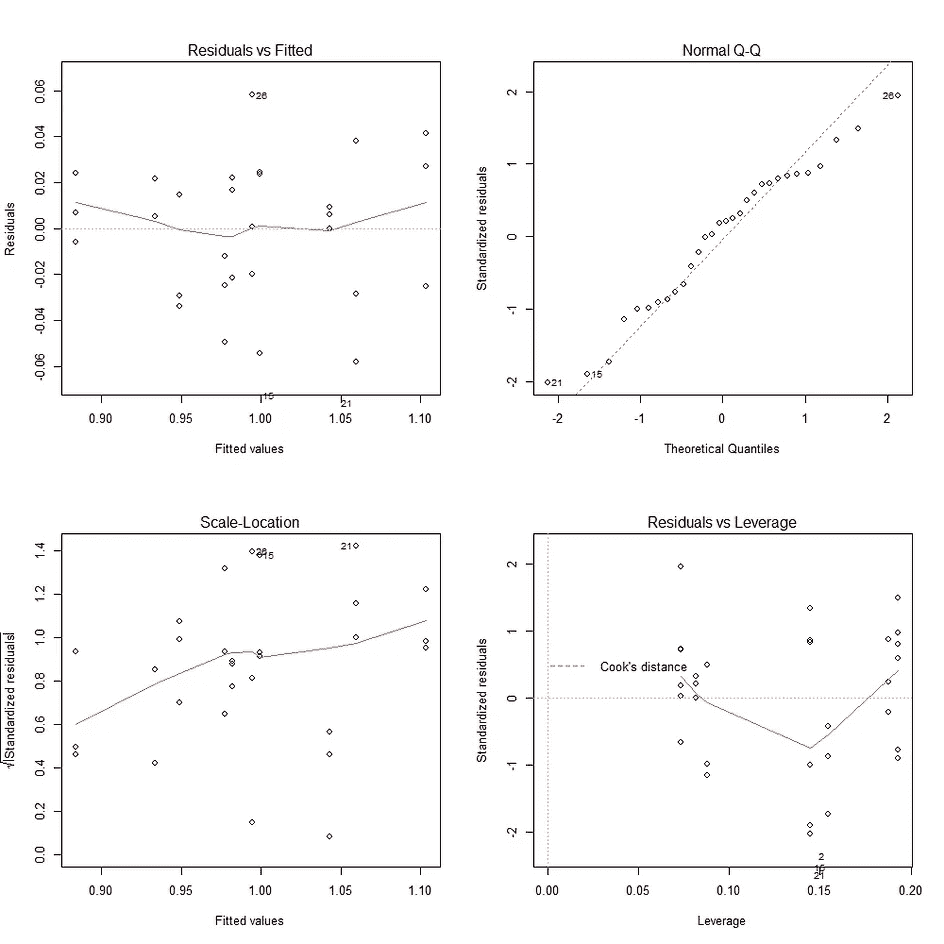 Residuals vs Fitted
0.06
0.04
0.02
0.00
-0.02
-0.04
-0.06
Residuals
26
15
21
0.90 0.95 1.00 1.05 1.10
Fitted values
Normal Q-Q
2
1
0
-1
-2
Standardized residuals
26
15
21
-2 -1 0 1 2
Theoretical Quantiles
Scale-Location
1.4
1.2
1.0
0.8
0.6
0.4
0.2
0.0
√|Standardized residuals|
26
15
21
0.90 0.95 1.00 1.05 1.10
Fitted values
Residuals vs Leverage
2
1
0
-1
-2
Standardized residuals
Cook's distance
2
15
21
0.00 0.05 0.10 0.15 0.20
Leverage